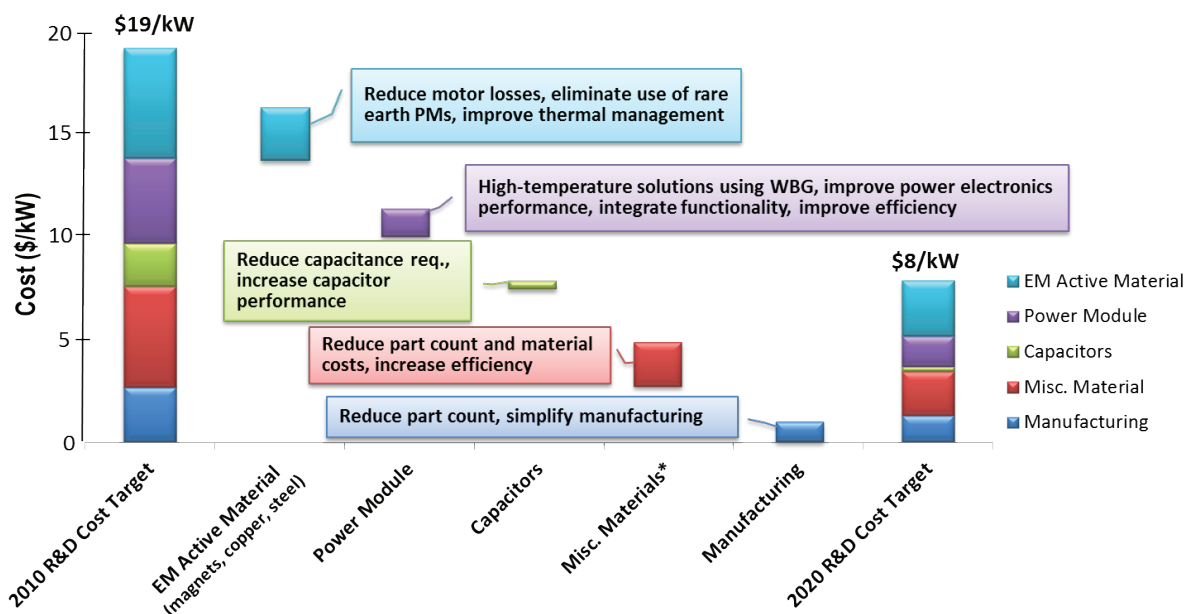 $19/kW
20
15
10
5
0
Cost ($/kW)
Reduce motor losses, eliminate use of rare
earth PMs, improve thermal management
High-temperature solutions using WBG, improve power electronics
performance, integrate functionality, improve efficiency
Reduce capacitance req.,
increase capacitor
performance
Reduce part count and material
costs, increase efficiency
Reduce part count, simplify manufacturing
$8/kW
EM Active Material
Power Module
Capacitors
Misc. Material
Manufacturing
2010 R&D Cost Target
EM Active Material
(magnets, copper, steel)
Power Module
Capacitors
Misc. Materials*
Manufacturing
2020 R&D Cost Target